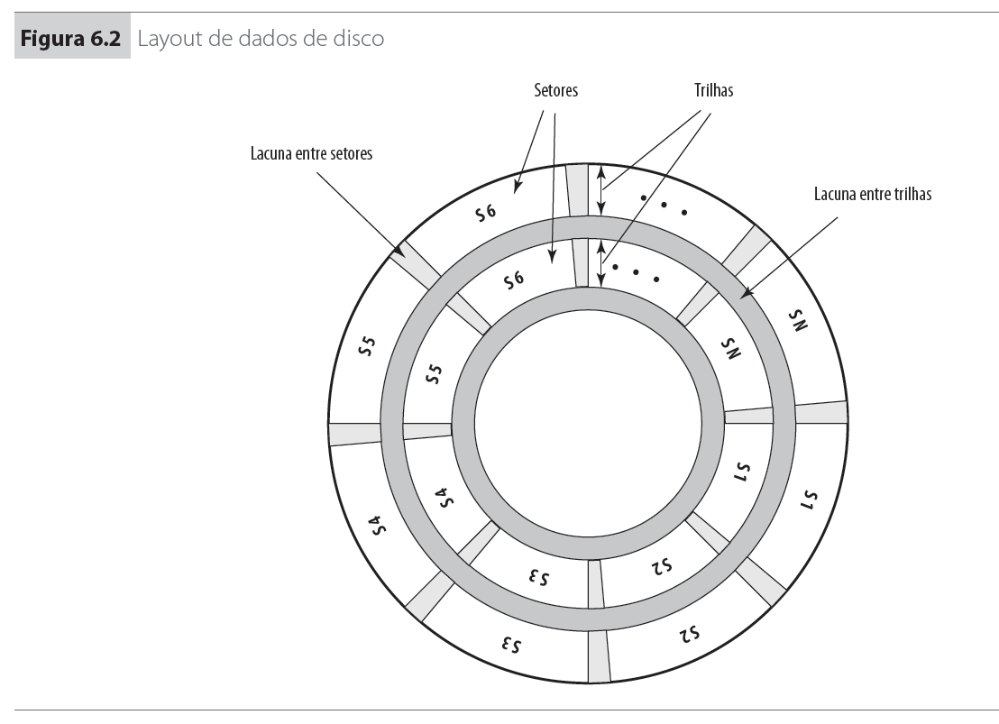 Figura 6.2 Layout de dados de disco
Setores
Trilhas
Lacuna entre setores
Lacuna entre trilhas
S6
• • •
SN
S1
S2
S3
S4
S5
S6
• • •
SN
S1
S2
S3
S4
S5